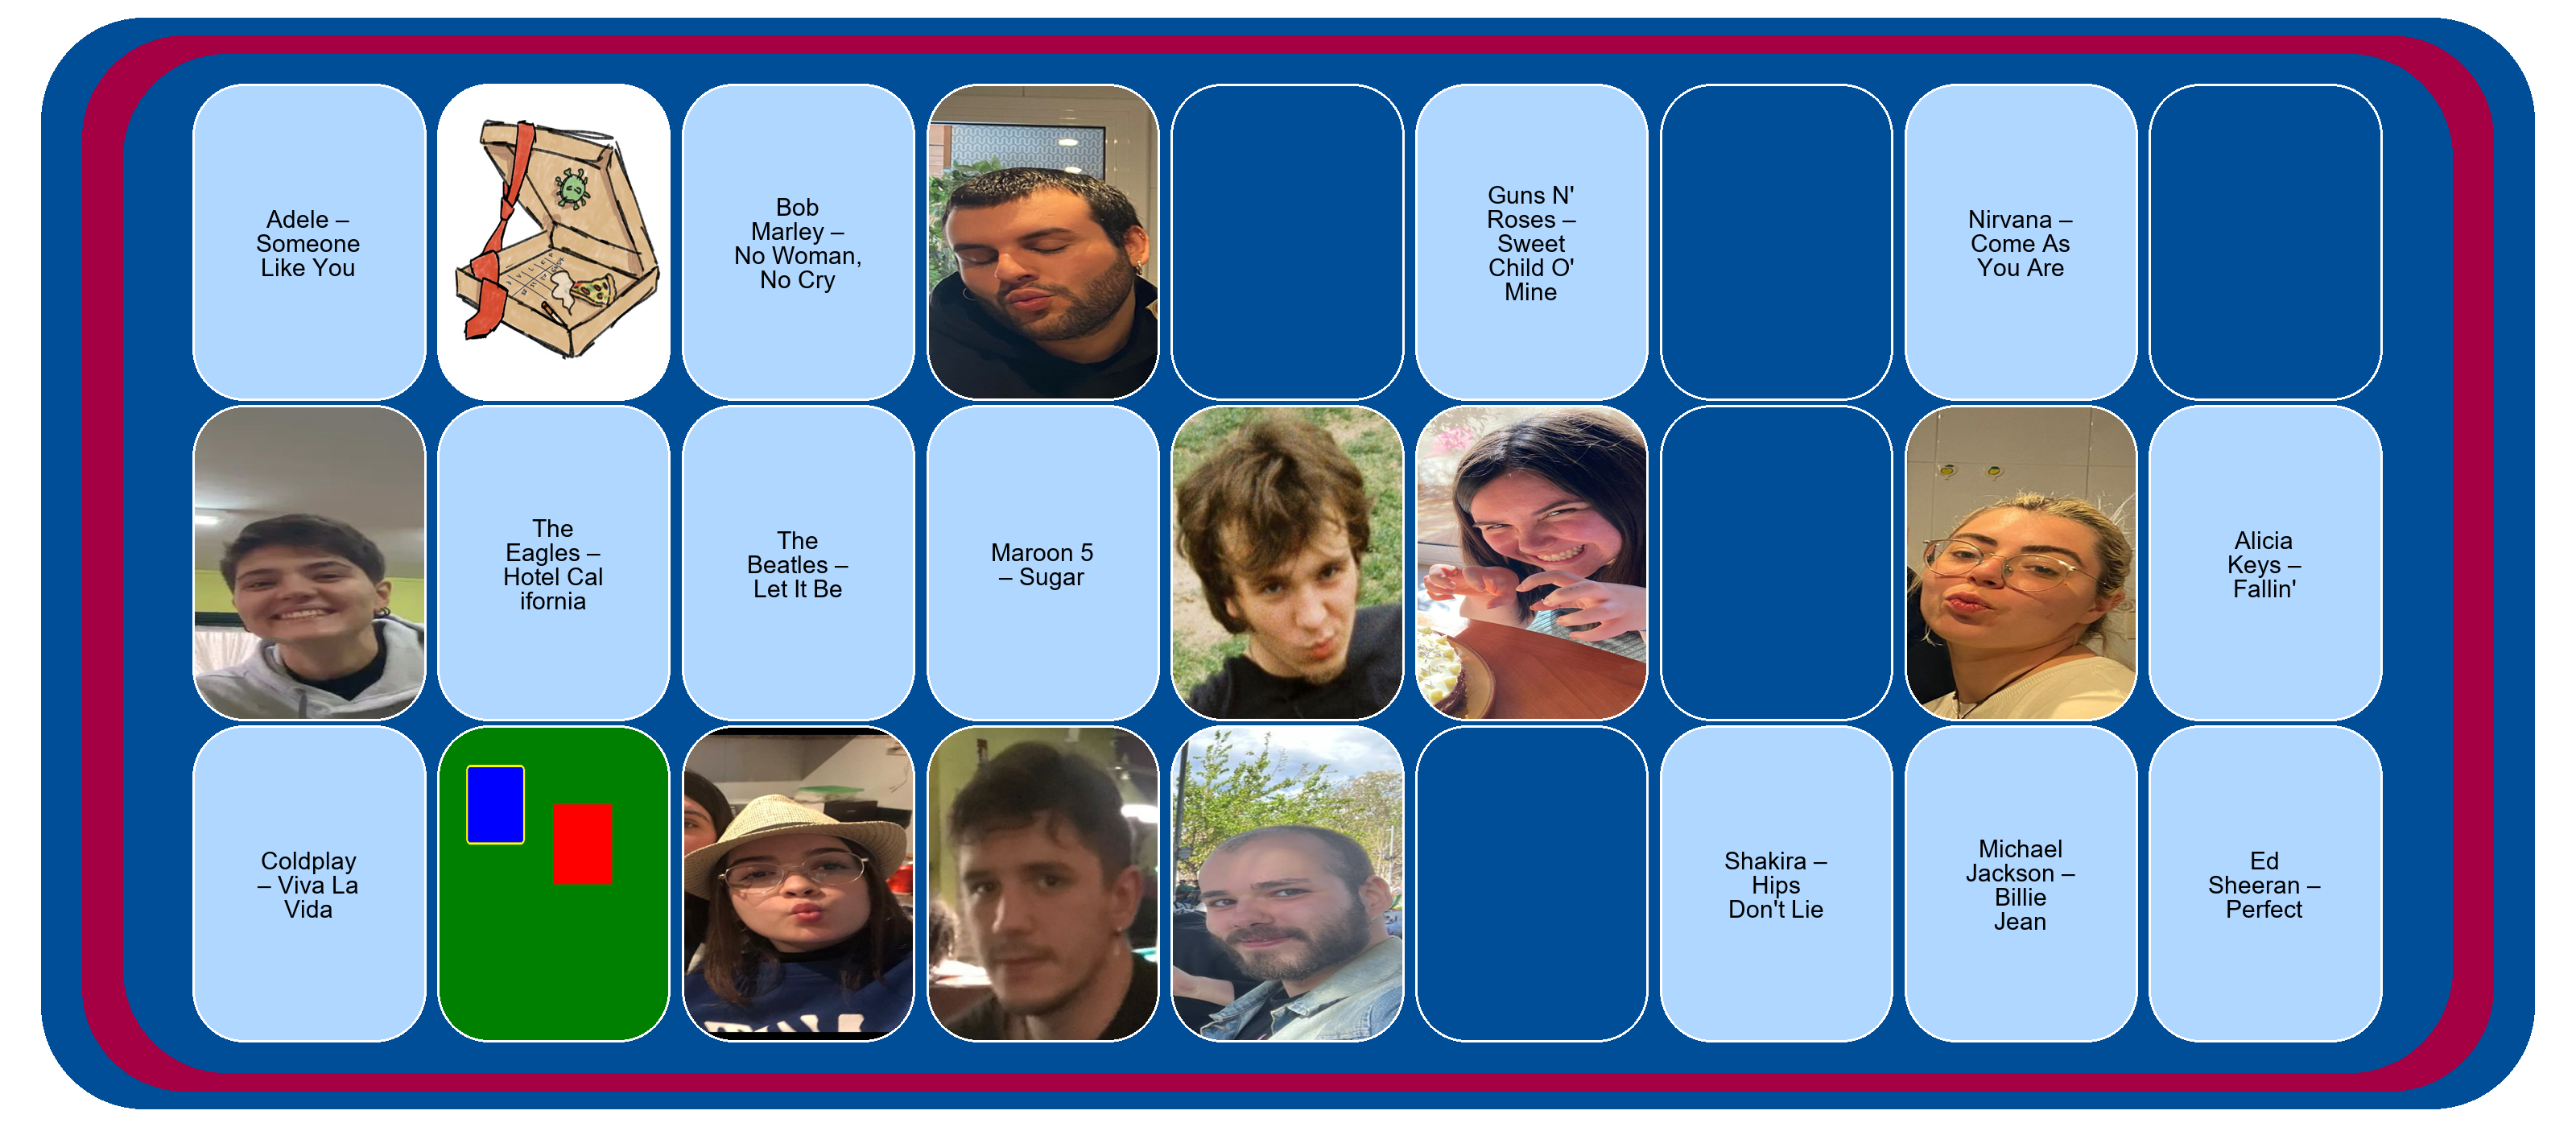 Adele –
Someone
Like You
Bob
Marley –
No Woman,
No Cry
Guns N'
Roses –
Sweet
Child O'
Mine
Nirvana –
Come As
You Are
The
Eagles –
Hotel Cal
ifornia
The
Beatles –
Let It Be
Maroon 5
– Sugar
Alicia
Keys –
Fallin'
Coldplay
– Viva La
Vida
Shakira –
Hips
Don't Lie
Michael
Jackson –
Billie
Jean
Ed
Sheeran –
Perfect